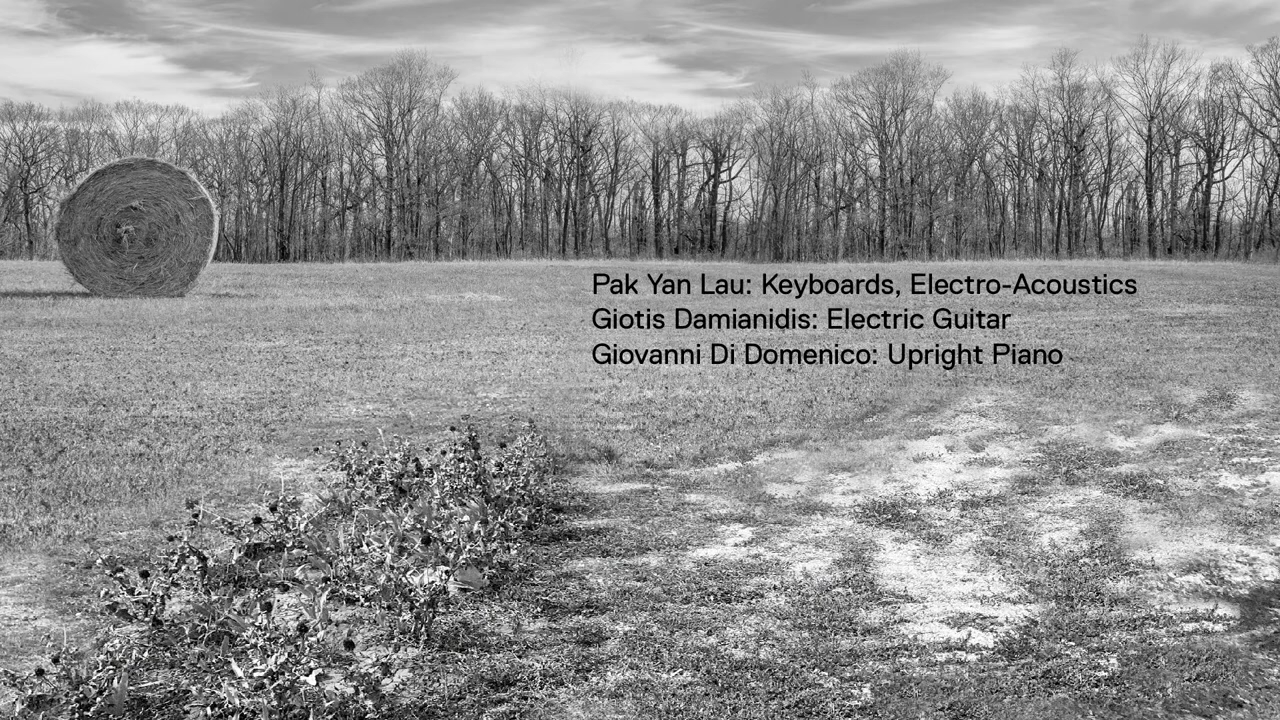 Pak Yan Lau: Keyboards, Electro-Acoustics
Giotis Damianidis: Electric Guitar
Giovanni Di Domenico: Upright Piano